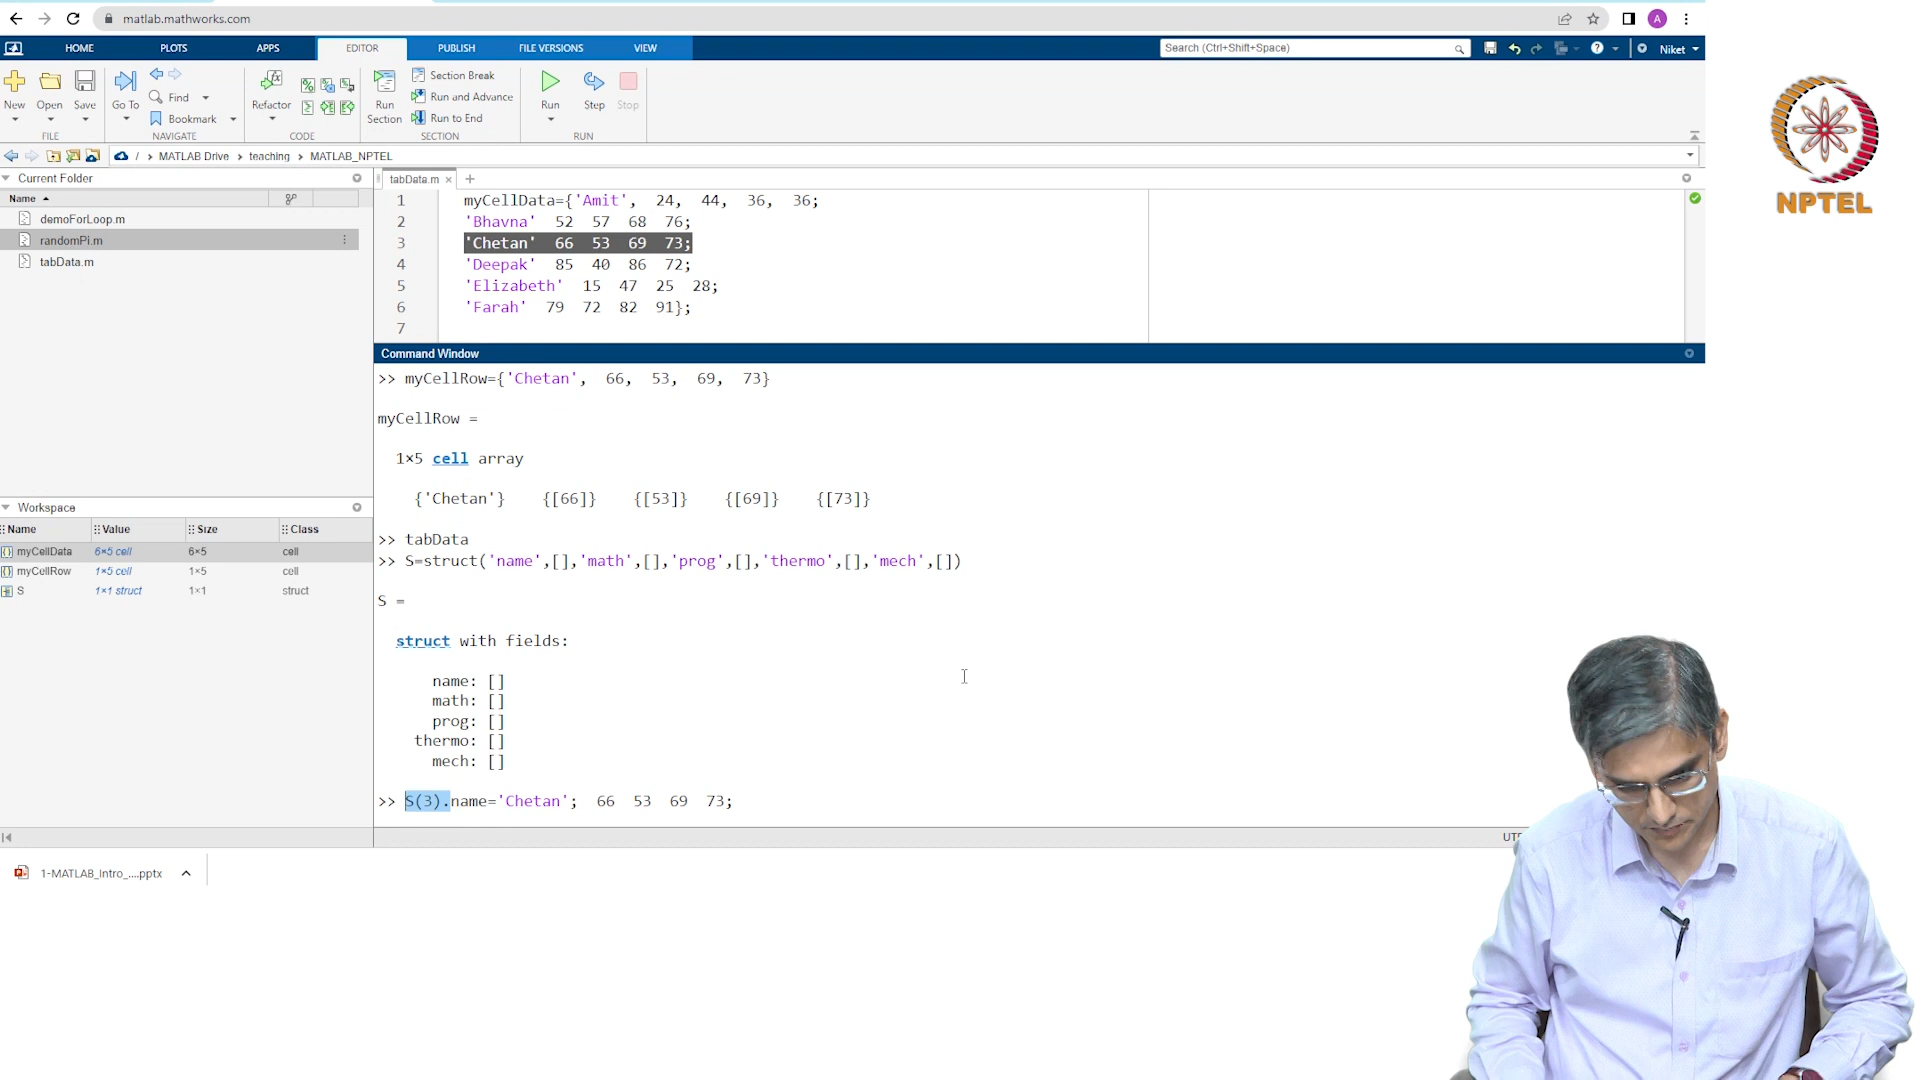 matlab.mathworks.com
A
HOME PLOTS APPS EDITOR PUBLISH FILE VERSIONS VIEW
Search (Ctrl+Shift+Space)
Niket
New Open Save
Go To Find Bookmark
Refactor
Run Section
Section Break
Run and Advance
Run to End
Run Step Stop
FILE NAVIGATE CODE SECTION RUN
/ › MATLAB Drive › teaching › MATLAB_NPTEL
Current Folder
Name
demoForLoop.m
randomPi.m
tabData.m
Workspace
Name Value Size Class
myCellData 6×5 cell 6×5 cell
myCellRow 1×5 cell 1×5 cell
S 1×1 struct 1×1 struct
tabData.m × +
1 myCellData={'Amit', 24, 44, 36, 36;
2 'Bhavna' 52 57 68 76;
3 'Chetan' 66 53 69 73;
4 'Deepak' 85 40 86 72;
5 'Elizabeth' 15 47 25 28;
6 'Farah' 79 72 82 91};
7
Command Window
>> myCellRow={'Chetan', 66, 53, 69, 73}
myCellRow =
1×5 cell array
{'Chetan'} {[66]} {[53]} {[69]} {[73]}
>> tabData
>> S=struct('name',[],'math',[],'prog',[],'thermo',[],'mech',[])
S =
struct with fields:
name: []
math: []
prog: []
thermo: []
mech: []
>> S(3).name='Chetan'; 66 53 69 73;
UTF
1-MATLAB_Intro_....pptx
NPTEL